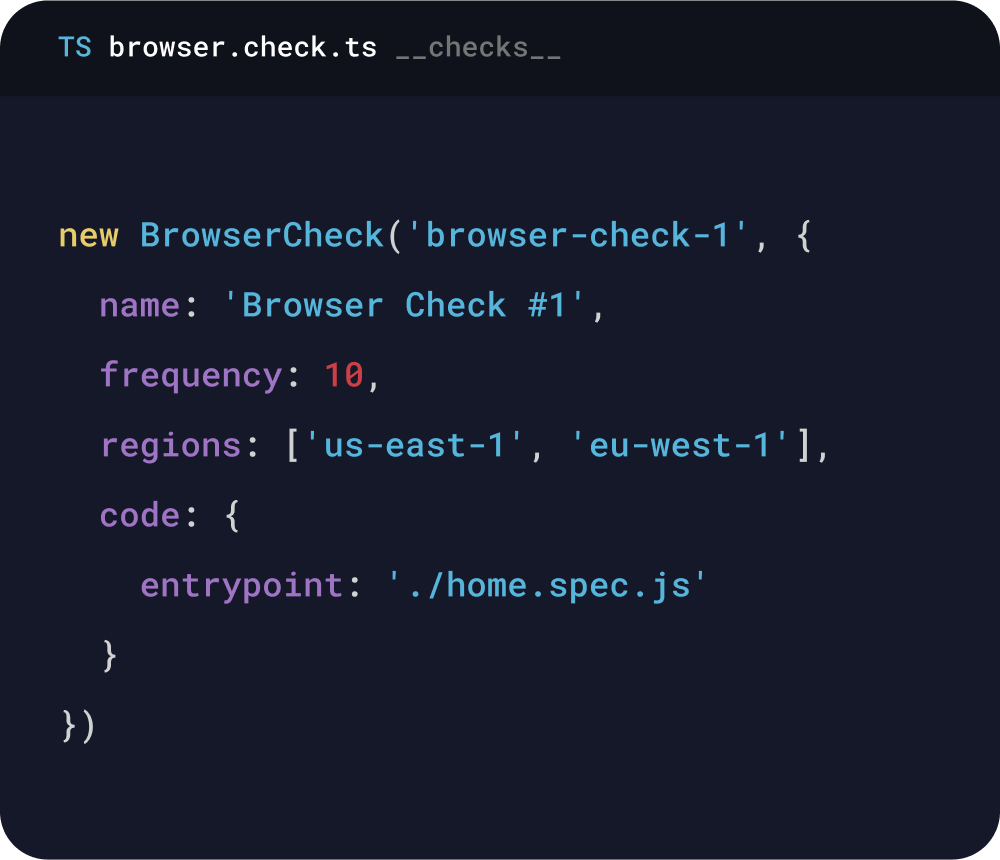 TS browser.check.ts __checks__
new BrowserCheck('browser-check-1', {
  name: 'Browser Check #1',
  frequency: 10,
  regions: ['us-east-1', 'eu-west-1'],
  code: {
    entrypoint: './home.spec.js'
  }
})